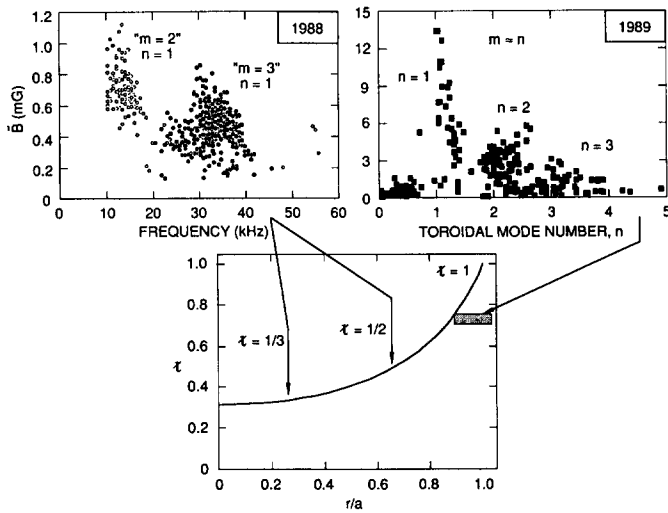 1988
"m = 2"
n = 1
"m = 3"
n = 1
B̃ (mG)
1.2
1.0
0.8
0.6
0.4
0.2
0
0 10 20 30 40 50 60
FREQUENCY (kHz)
1989
m ≈ n
n = 1
n = 2
n = 3
15
12
9
6
3
0
0 1 2 3 4 5
TOROIDAL MODE NUMBER, n
ɫ = 1
ɫ = 1/2
ɫ = 1/3
ɫ
1.0
0.8
0.6
0.4
0.2
0
0 0.2 0.4 0.6 0.8 1.0
r/a